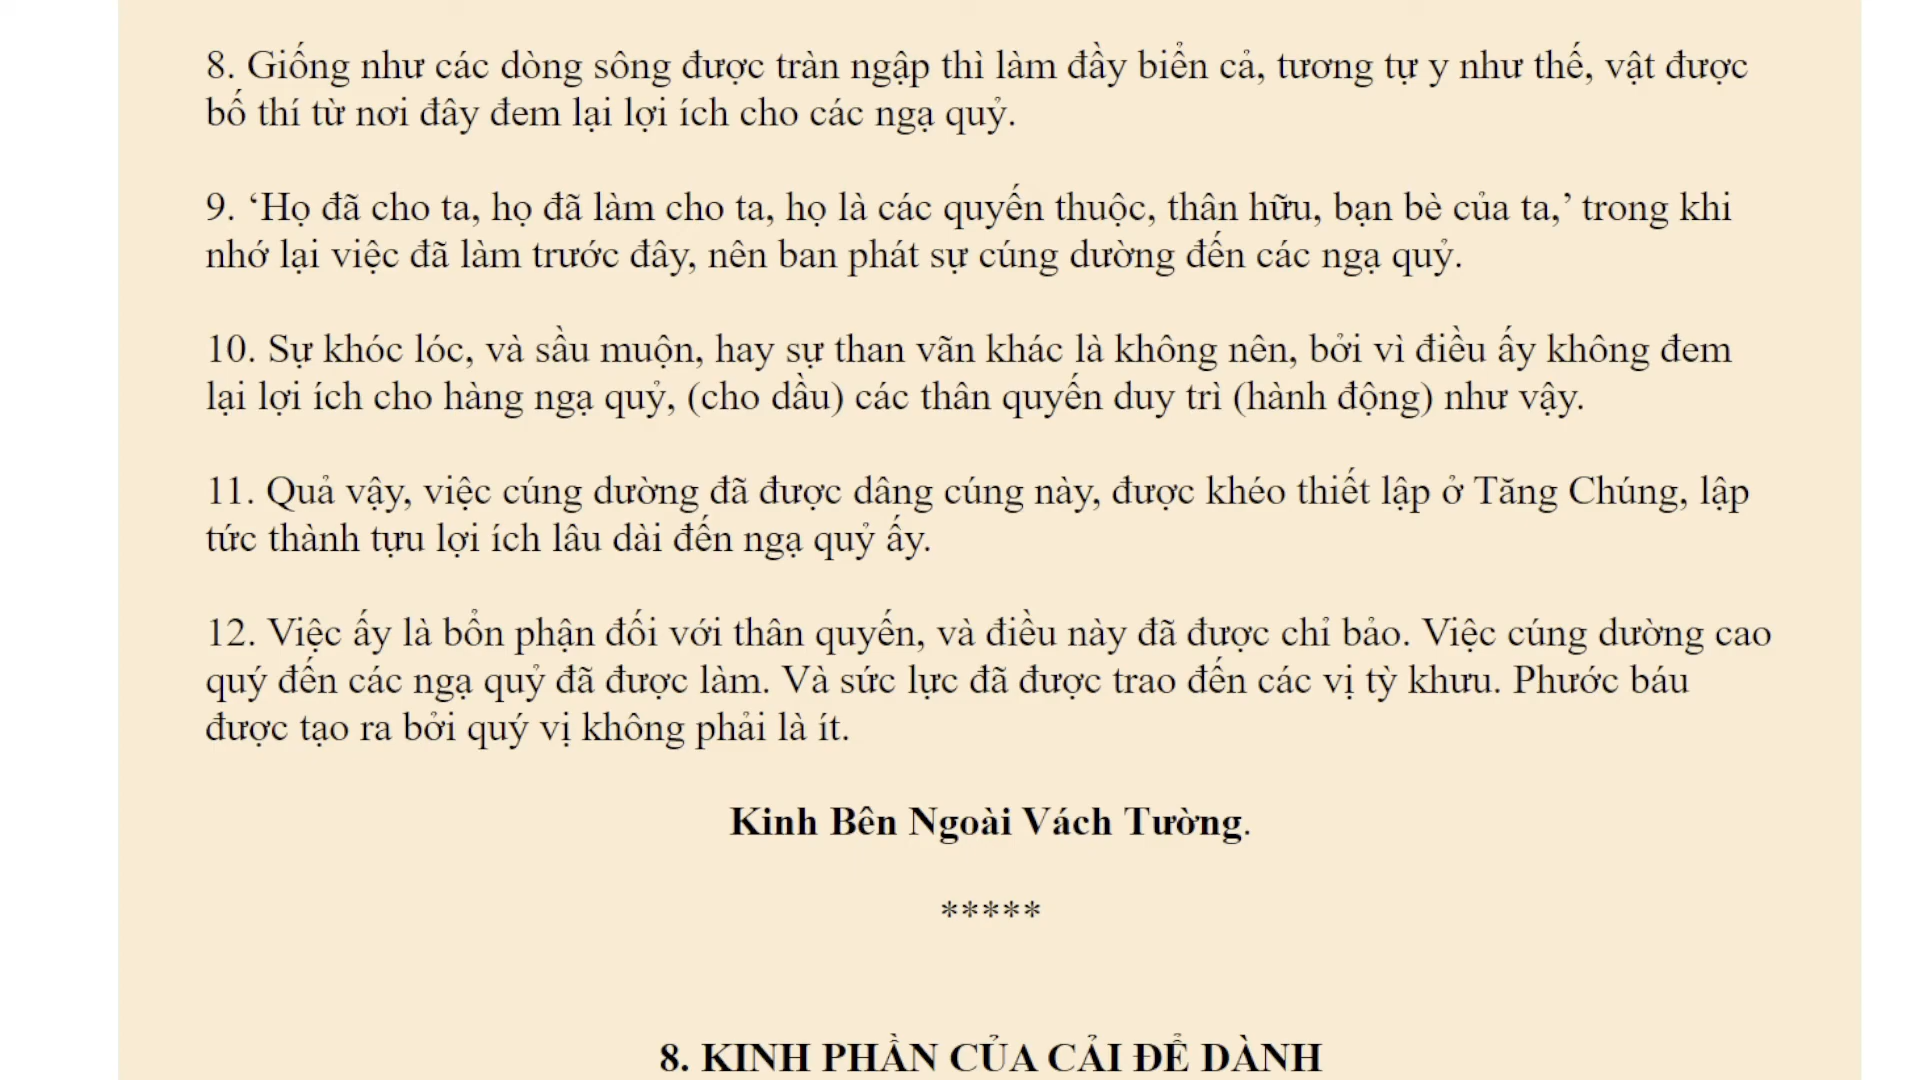 8. Giống như các dòng sông được tràn ngập thì làm đầy biển cả, tương tự y như thế, vật được
bố thí từ nơi đây đem lại lợi ích cho các ngạ quỷ.
9. ‘Họ đã cho ta, họ đã làm cho ta, họ là các quyến thuộc, thân hữu, bạn bè của ta,’ trong khi
nhớ lại việc đã làm trước đây, nên ban phát sự cúng dường đến các ngạ quỷ.
10. Sự khóc lóc, và sầu muộn, hay sự than vãn khác là không nên, bởi vì điều ấy không đem
lại lợi ích cho hàng ngạ quỷ, (cho dầu) các thân quyến duy trì (hành động) như vậy.
11. Quả vậy, việc cúng dường đã được dâng cúng này, được khéo thiết lập ở Tăng Chúng, lập
tức thành tựu lợi ích lâu dài đến ngạ quỷ ấy.
12. Việc ấy là bổn phận đối với thân quyến, và điều này đã được chỉ bảo. Việc cúng dường cao
quý đến các ngạ quỷ đã được làm. Và sức lực đã được trao đến các vị tỳ khưu. Phước báu
được tạo ra bởi quý vị không phải là ít.
Kinh Bên Ngoài Vách Tường.
*****
8. KINH PHẦN CỦA CẢI ĐỂ DÀNH